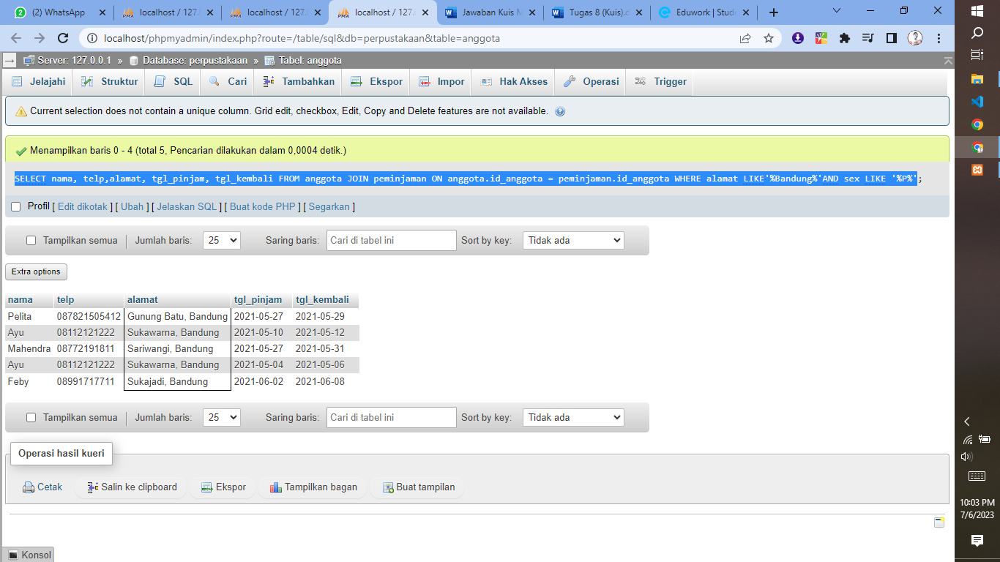 (2) WhatsApp
localhost / 127.
localhost / 127.
localhost / 127.
Jawaban Kuis
Tugas 8 (Kuis).
Eduwork | Stud
localhost/phpmyadmin/index.php?route=/table/sql&db=perpustakaan&table=anggota
Server: 127.0.0.1 » Database: perpustakaan » Tabel: anggota
Jelajahi Struktur SQL Cari Tambahkan Ekspor Impor Hak Akses Operasi Trigger
Current selection does not contain a unique column. Grid edit, checkbox, Edit, Copy and Delete features are not available.
Menampilkan baris 0 - 4 (total 5, Pencarian dilakukan dalam 0,0004 detik.)
SELECT nama, telp,alamat, tgl_pinjam, tgl_kembali FROM anggota JOIN peminjaman ON anggota.id_anggota = peminjaman.id_anggota WHERE alamat LIKE'%Bandung%'AND sex LIKE '%P%';
Profil [ Edit dikotak ] [ Ubah ] [ Jelaskan SQL ] [ Buat kode PHP ] [ Segarkan ]
Tampilkan semua | Jumlah baris: 25 Saring baris: Cari di tabel ini Sort by key: Tidak ada
Extra options
nama telp alamat tgl_pinjam tgl_kembali
Pelita 087821505412 Gunung Batu, Bandung 2021-05-27 2021-05-29
Ayu 08112121222 Sukawarna, Bandung 2021-05-10 2021-05-12
Mahendra 08772191811 Sariwangi, Bandung 2021-05-27 2021-05-31
Ayu 08112121222 Sukawarna, Bandung 2021-05-04 2021-05-06
Feby 08991717711 Sukajadi, Bandung 2021-06-02 2021-06-08
Tampilkan semua | Jumlah baris: 25 Saring baris: Cari di tabel ini Sort by key: Tidak ada
Operasi hasil kueri
Cetak Salin ke clipboard Ekspor Tampilkan bagan Buat tampilan
Konsol
10:03 PM
7/6/2023